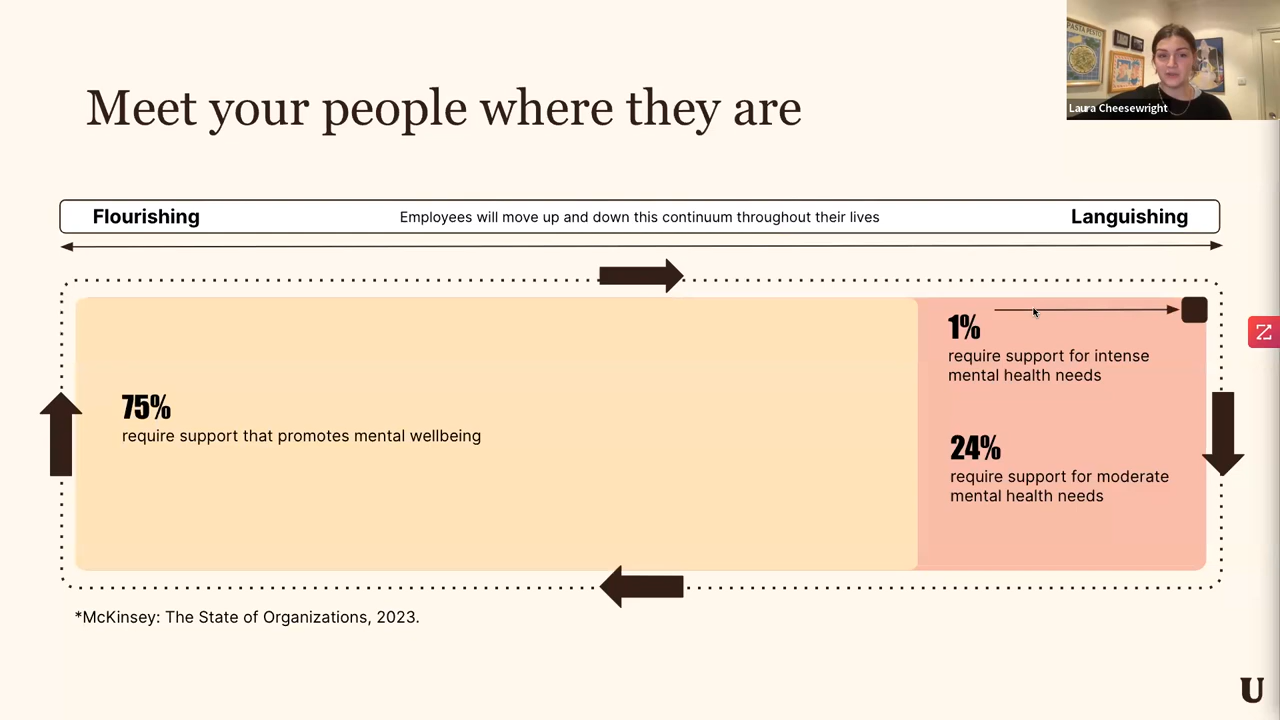 PASTA PESTO
Laura Cheesewright
Meet your people where they are
Flourishing
Employees will move up and down this continuum throughout their lives
Languishing
1%
require support for intense
mental health needs
75%
require support that promotes mental wellbeing
24%
require support for moderate
mental health needs
*McKinsey: The State of Organizations, 2023.
U